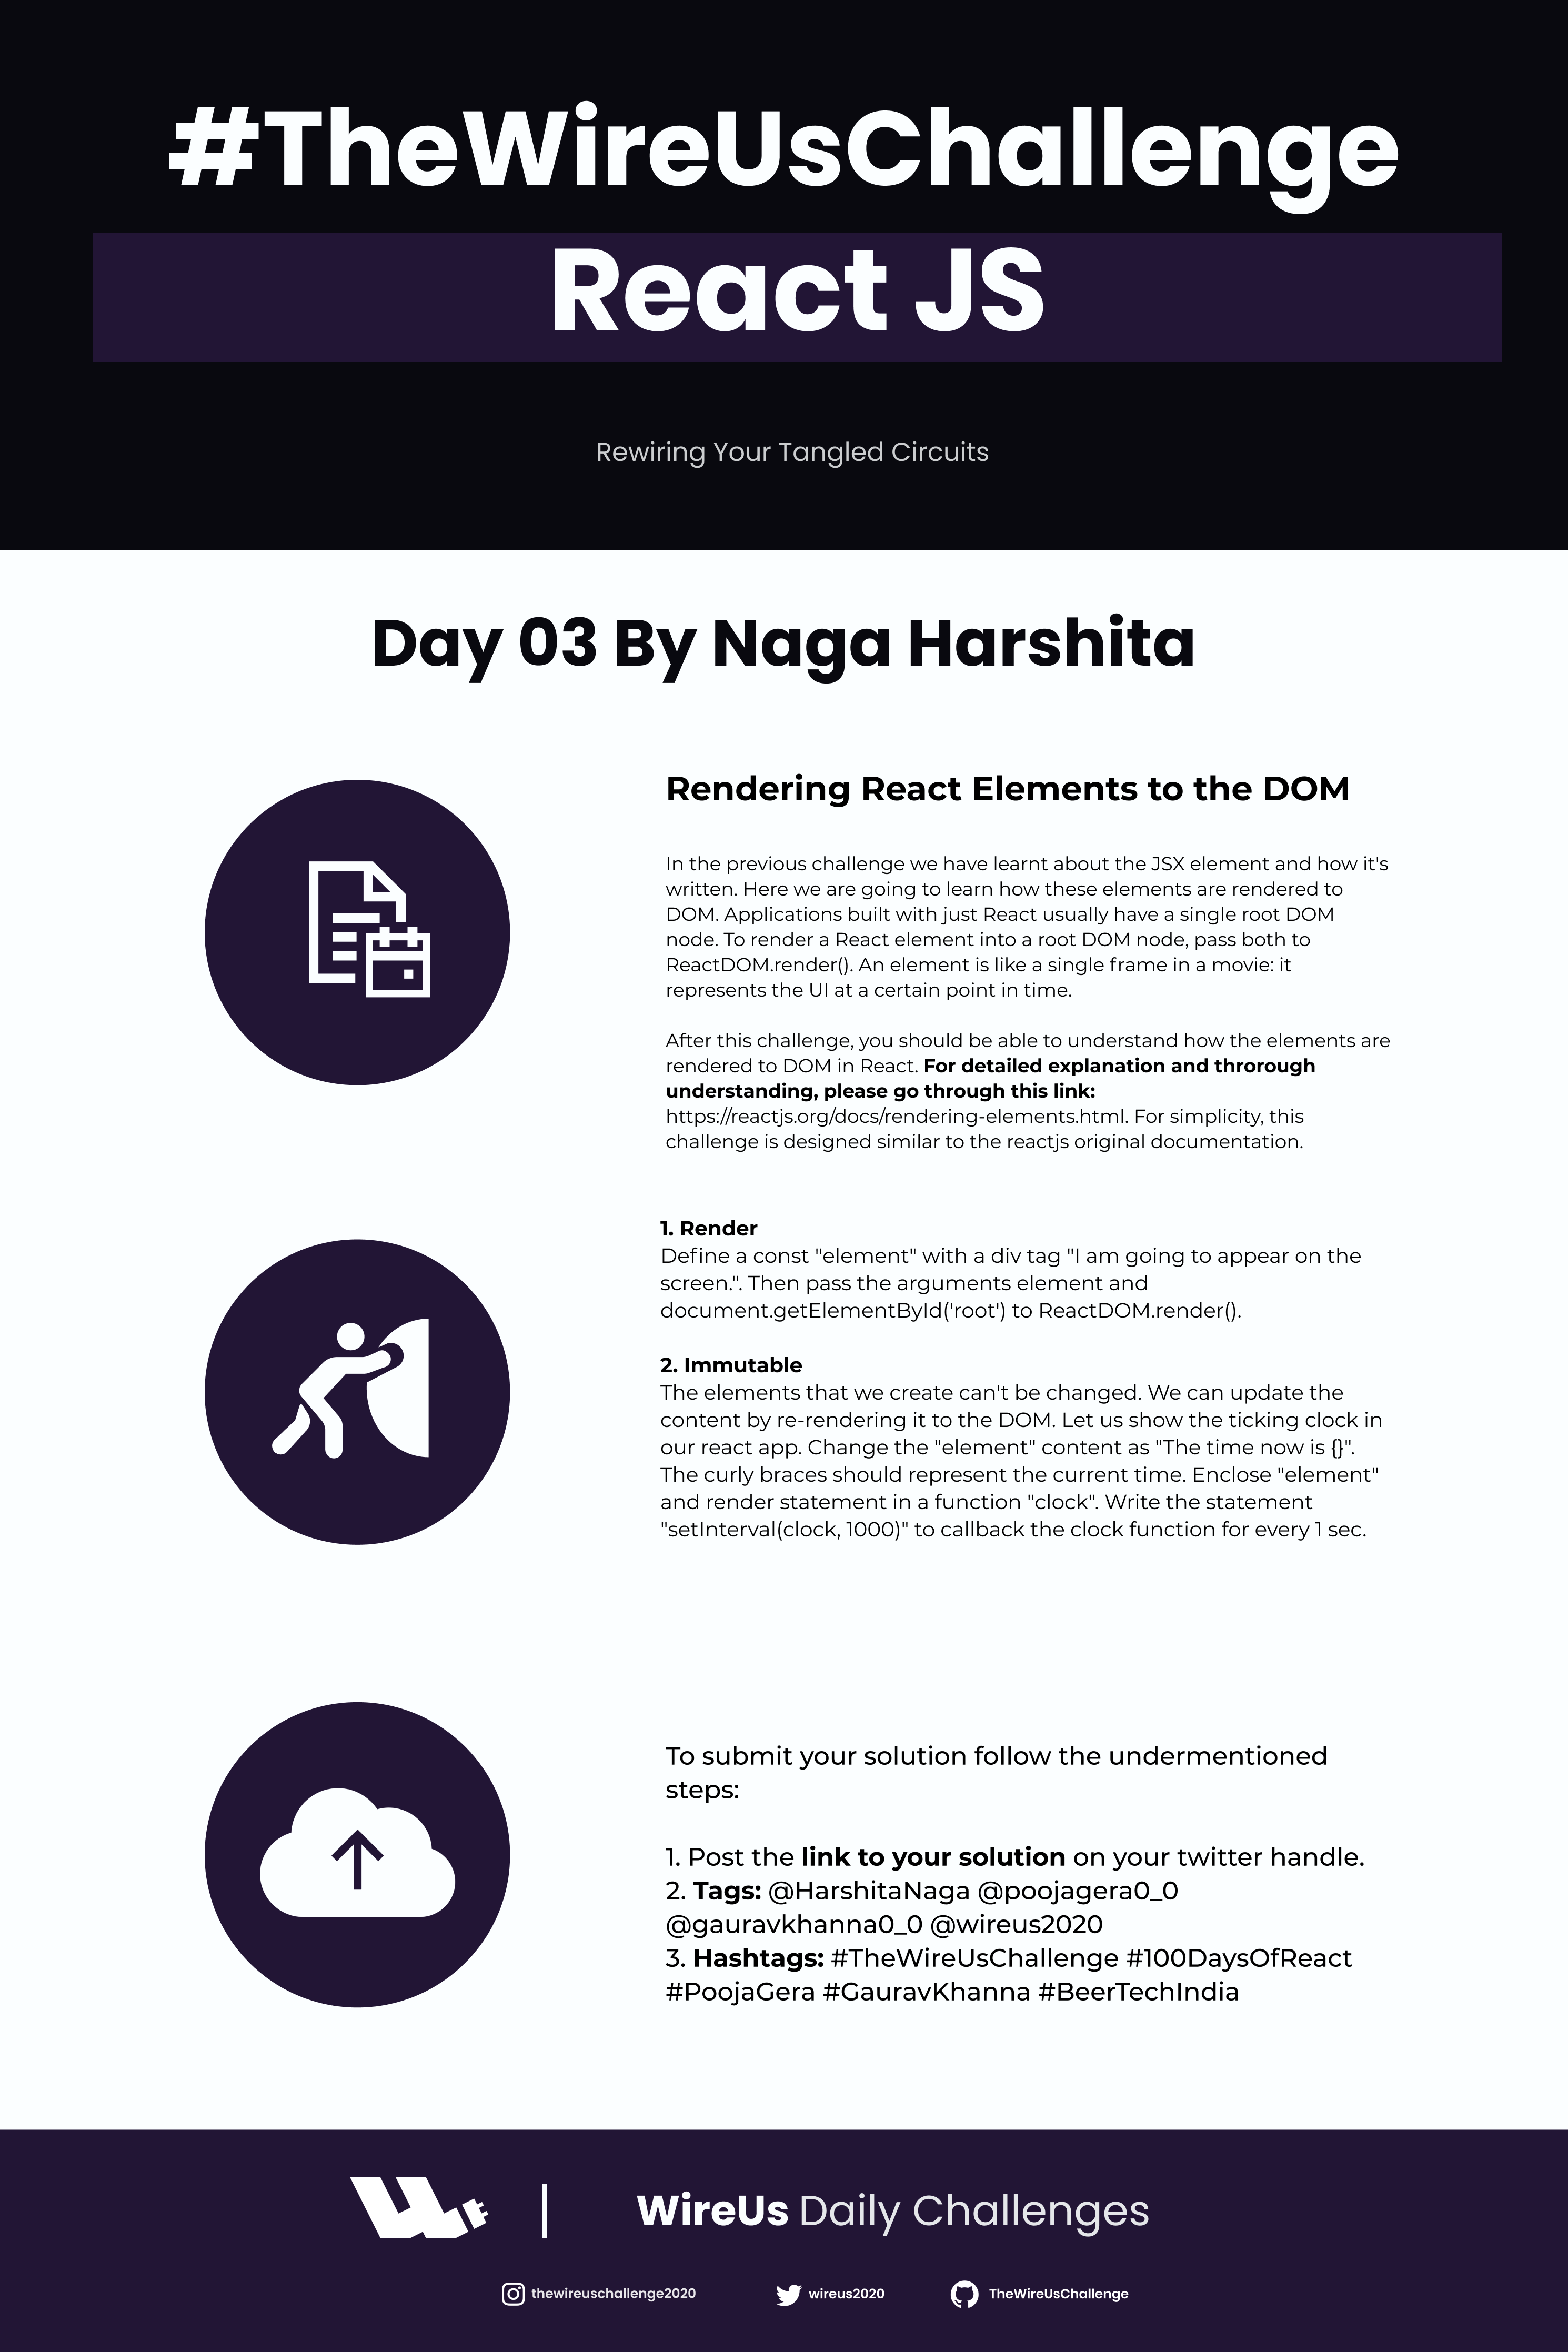 #TheWireUsChallenge
React JS
Rewiring Your Tangled Circuits
Day 03 By Naga Harshita
Rendering React Elements to the DOM
In the previous challenge we have learnt about the JSX element and how it's
written. Here we are going to learn how these elements are rendered to
DOM. Applications built with just React usually have a single root DOM
node. To render a React element into a root DOM node, pass both to
ReactDOM.render(). An element is like a single frame in a movie: it
represents the UI at a certain point in time.
After this challenge, you should be able to understand how the elements are
rendered to DOM in React. For detailed explanation and throrough
understanding, please go through this link:
https://reactjs.org/docs/rendering-elements.html. For simplicity, this
challenge is designed similar to the reactjs original documentation.
1. Render
Define a const "element" with a div tag "I am going to appear on the
screen.". Then pass the arguments element and
document.getElementById('root') to ReactDOM.render().
2. Immutable
The elements that we create can't be changed. We can update the
content by re-rendering it to the DOM. Let us show the ticking clock in
our react app. Change the "element" content as "The time now is {}".
The curly braces should represent the current time. Enclose "element"
and render statement in a function "clock". Write the statement
"setInterval(clock, 1000)" to callback the clock function for every 1 sec.
To submit your solution follow the undermentioned
steps:
1. Post the link to your solution on your twitter handle.
2. Tags: @HarshitaNaga @poojagera0_0
@gauravkhanna0_0 @wireus2020
3. Hashtags: #TheWireUsChallenge #100DaysOfReact
#PoojaGera #GauravKhanna #BeerTechIndia
WireUs Daily Challenges
thewireuschallenge2020 wireus2020 TheWireUsChallenge